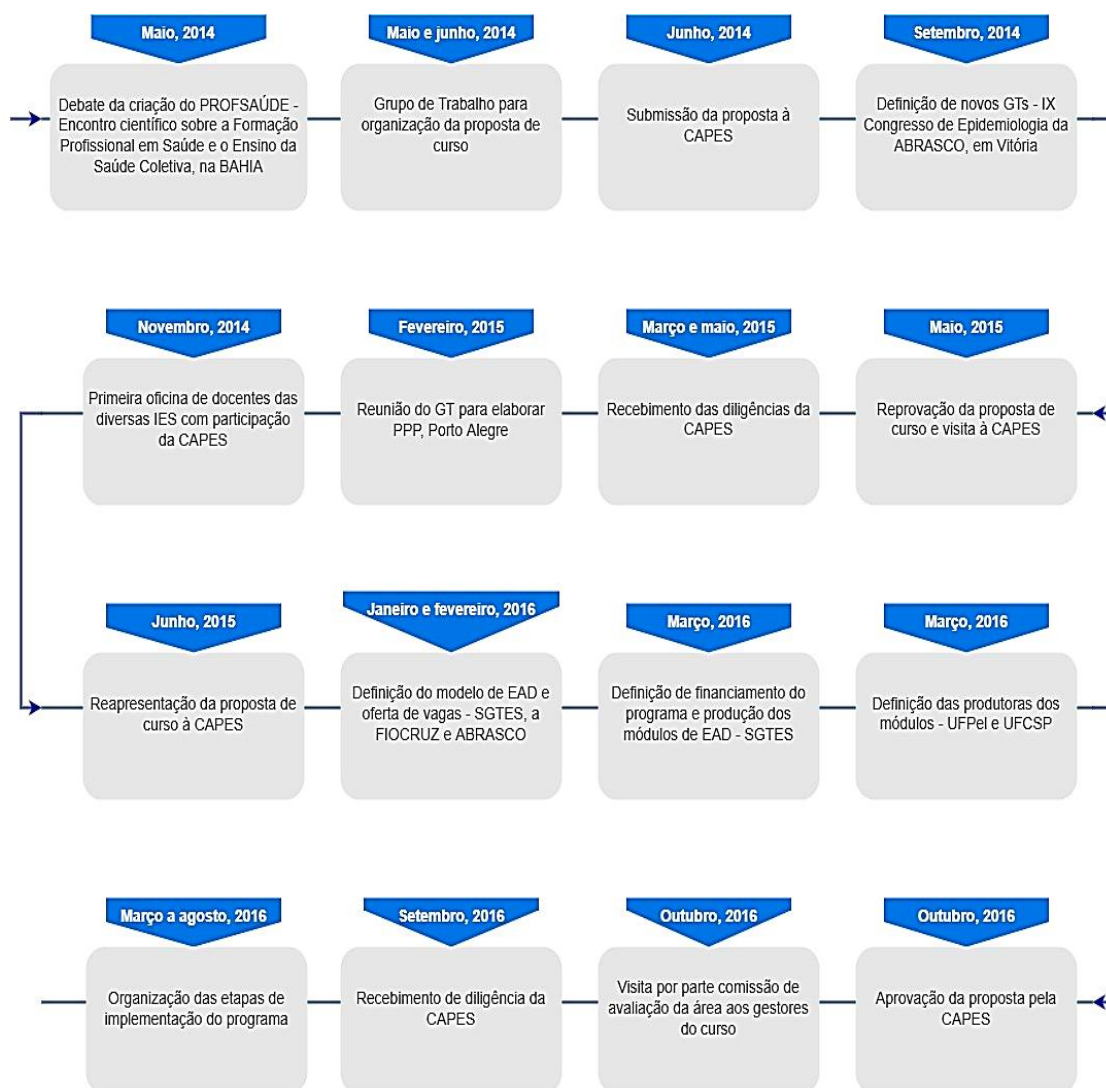 Maio, 2014
Debate da criação do PROFSAÚDE -
Encontro científico sobre a Formação
Profissional em Saúde e o Ensino da
Saúde Coletiva, na BAHIA
Maio e junho, 2014
Grupo de Trabalho para
organização da proposta de
curso
Junho, 2014
Submissão da proposta à
CAPES
Setembro, 2014
Definição de novos GTs - IX
Congresso de Epidemiologia da
ABRASCO, em Vitória
Novembro, 2014
Primeira oficina de docentes das
diversas IES com participação
da CAPES
Fevereiro, 2015
Reunião do GT para elaborar
PPP, Porto Alegre
Março e maio, 2015
Recebimento das diligências da
CAPES
Maio, 2015
Reprovação da proposta de
curso e visita à CAPES
Junho, 2015
Reapresentação da proposta de
curso à CAPES
Janeiro e fevereiro, 2016
Definição do modelo de EAD e
oferta de vagas - SGTES, a
FIOCRUZ e ABRASCO
Março, 2016
Definição de financiamento do
programa e produção dos
módulos de EAD - SGTES
Março, 2016
Definição das produtoras dos
módulos - UFPel e UFCSP
Março a agosto, 2016
Organização das etapas de
implementação do programa
Setembro, 2016
Recebimento de diligência da
CAPES
Outubro, 2016
Visita por parte comissão de
avaliação da área aos gestores
do curso
Outubro, 2016
Aprovação da proposta pela
CAPES